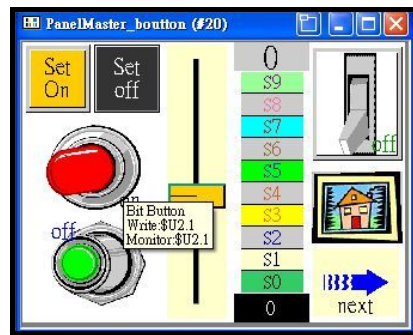 PanelMaster_boutton (#20)
Set
On
Set
off
on
off
Bit Button
Write:$U2.1
Monitor:$U2.1
0
S9
S8
S7
S6
S5
S4
S3
S2
S1
S0
0
off
next